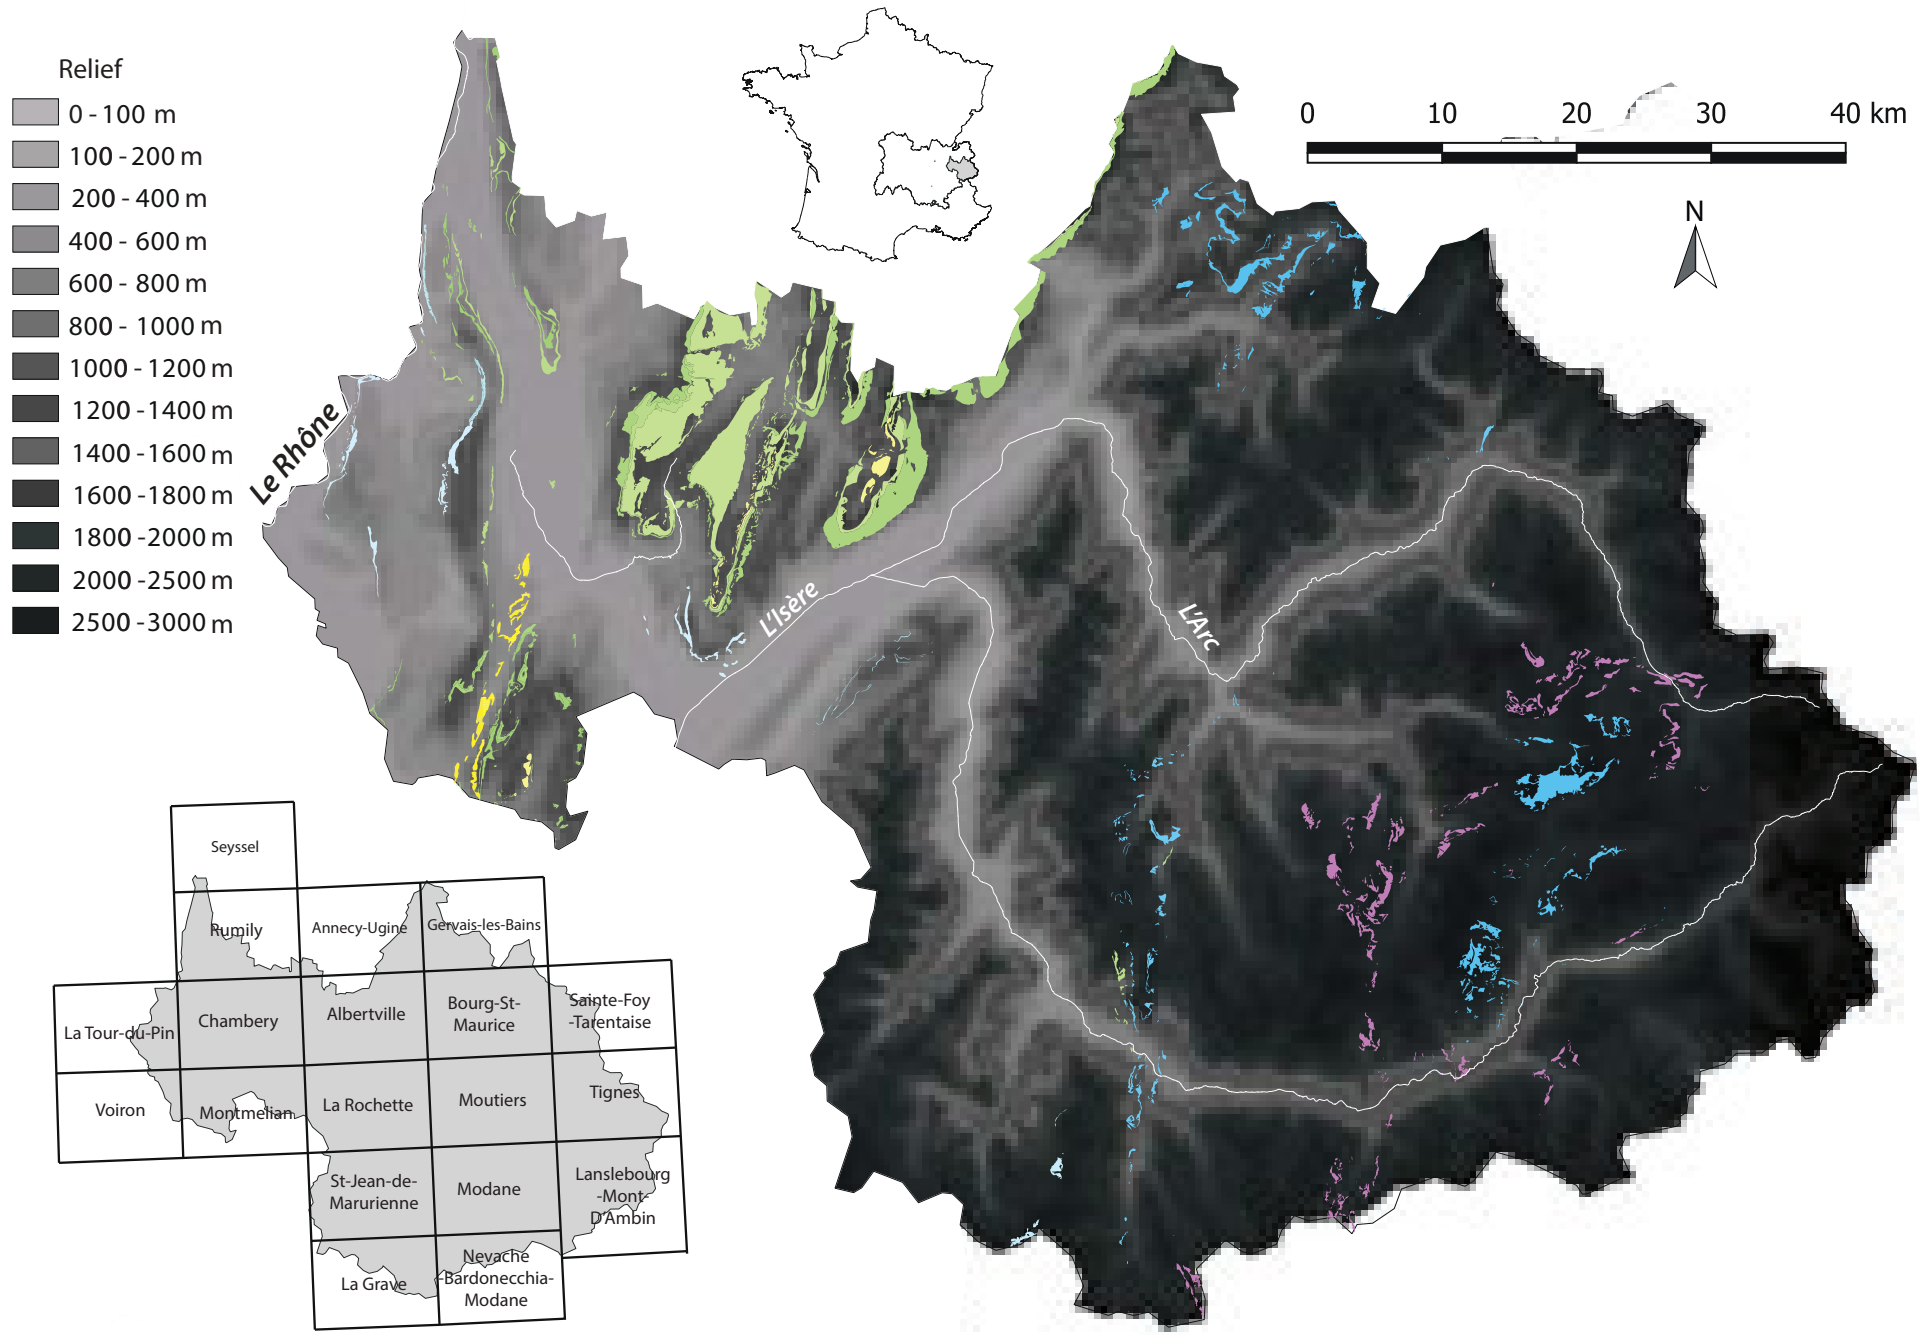 Relief
0 - 100 m
100 - 200 m
200 - 400 m
400 - 600 m
600 - 800 m
800 - 1000 m
1000 - 1200 m
1200 - 1400 m
1400 - 1600 m
1600 - 1800 m
1800 - 2000 m
2000 - 2500 m
2500 - 3000 m
0 10 20 30 40 km
N
Le Rhône
L'Isère
L'Arc
Seyssel
Rumily
Annecy-Ugine
Gervais-les-Bains
La Tour-du-Pin
Chambery
Albertville
Bourg-St-
Maurice
Sainte-Foy
-Tarentaise
Voiron
Montmelian
La Rochette
Moutiers
Tignes
St-Jean-de-
Marurienne
Modane
Lanslebourg
-Mont-
D'Ambin
La Grave
Nevache
-Bardonecchia-
Modane